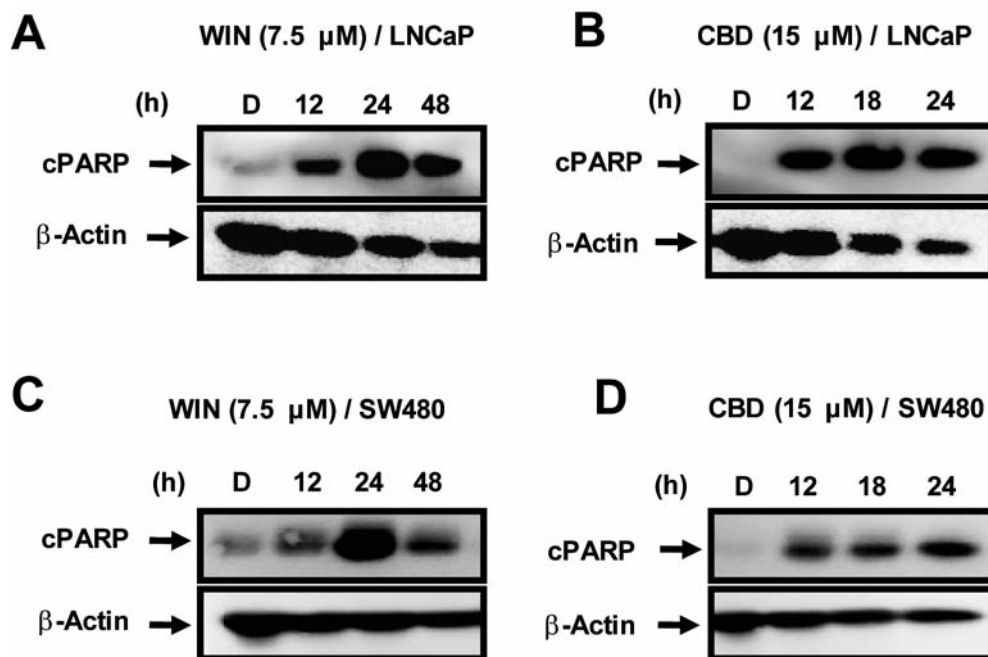 A
WIN (7.5 μM) / LNCaP
(h) D 12 24 48
cPARP
β-Actin
B
CBD (15 μM) / LNCaP
(h) D 12 18 24
cPARP
β-Actin
C
WIN (7.5 μM) / SW480
(h) D 12 24 48
cPARP
β-Actin
D
CBD (15 μM) / SW480
(h) D 12 18 24
cPARP
β-Actin